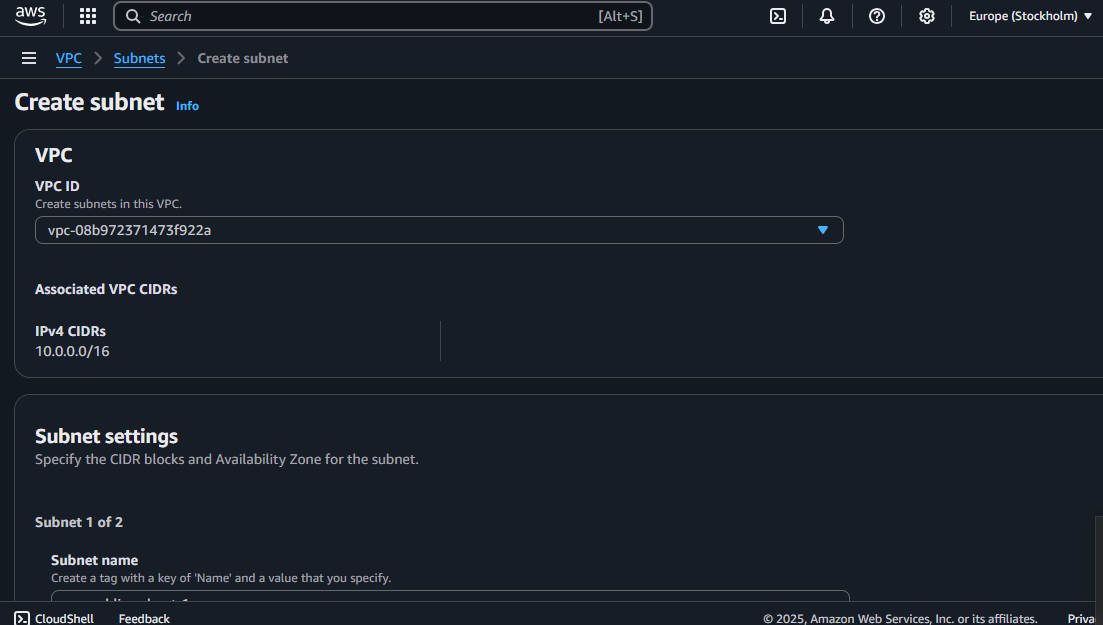 aws Search [Alt+S] Europe (Stockholm)
VPC Subnets Create subnet
Create subnet Info
VPC
VPC ID
Create subnets in this VPC.
vpc-08b972371473f922a
Associated VPC CIDRs
IPv4 CIDRs
10.0.0.0/16
Subnet settings
Specify the CIDR blocks and Availability Zone for the subnet.
Subnet 1 of 2
Subnet name
Create a tag with a key of 'Name' and a value that you specify.
CloudShell Feedback © 2025, Amazon Web Services, Inc. or its affiliates. Priva